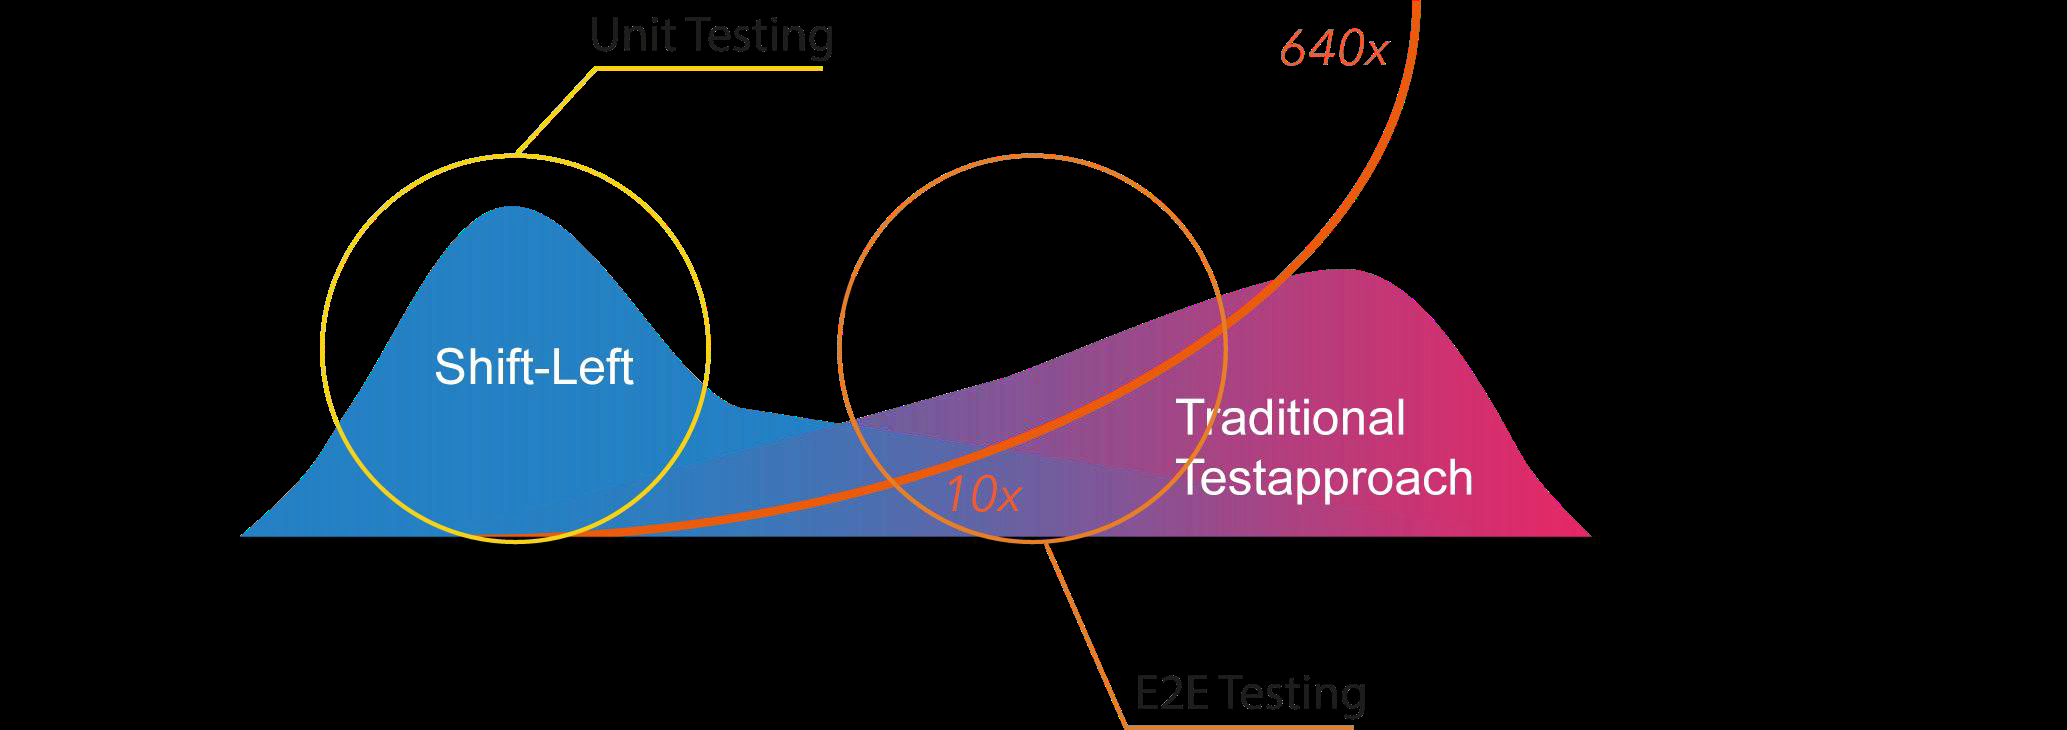 Unit Testing
640x
Shift-Left
Traditional
Testapproach
10x
E2E Testing